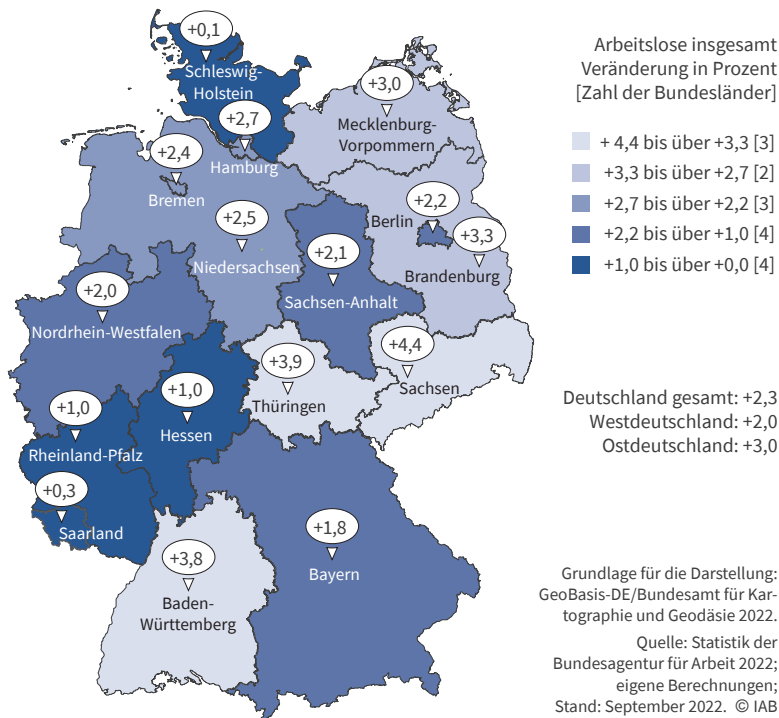 +0,1
Schleswig-
Holstein
+3,0
Mecklenburg-
Vorpommern
+2,7
Hamburg
+2,4
Bremen
+2,2
Berlin
+2,5
Niedersachsen
+2,1
Sachsen-Anhalt
+3,3
Brandenburg
+2,0
Nordrhein-Westfalen
+4,4
Sachsen
+3,9
Thüringen
+1,0
Hessen
+1,0
Rheinland-Pfalz
+0,3
Saarland
+1,8
Bayern
+3,8
Baden-
Württemberg
Arbeitslose insgesamt
Veränderung in Prozent
[Zahl der Bundesländer]
+ 4,4 bis über +3,3 [3]
+3,3 bis über +2,7 [2]
+2,7 bis über +2,2 [3]
+2,2 bis über +1,0 [4]
+1,0 bis über +0,0 [4]
Deutschland gesamt: +2,3
Westdeutschland: +2,0
Ostdeutschland: +3,0
Grundlage für die Darstellung:
GeoBasis-DE/Bundesamt für Kar-
tographie und Geodäsie 2022.
Quelle: Statistik der
Bundesagentur für Arbeit 2022;
eigene Berechnungen;
Stand: September 2022. © IAB